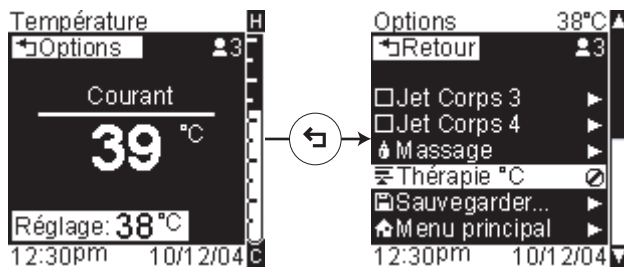 Température H
Options 3
Courant
39 °C
Réglage: 38°C
12:30pm 10/12/04 C
Options 38°C
Retour 3
Jet Corps 3
Jet Corps 4
Massage
Thérapie °C
Sauvegarder...
Menu principal
12:30pm 10/12/04